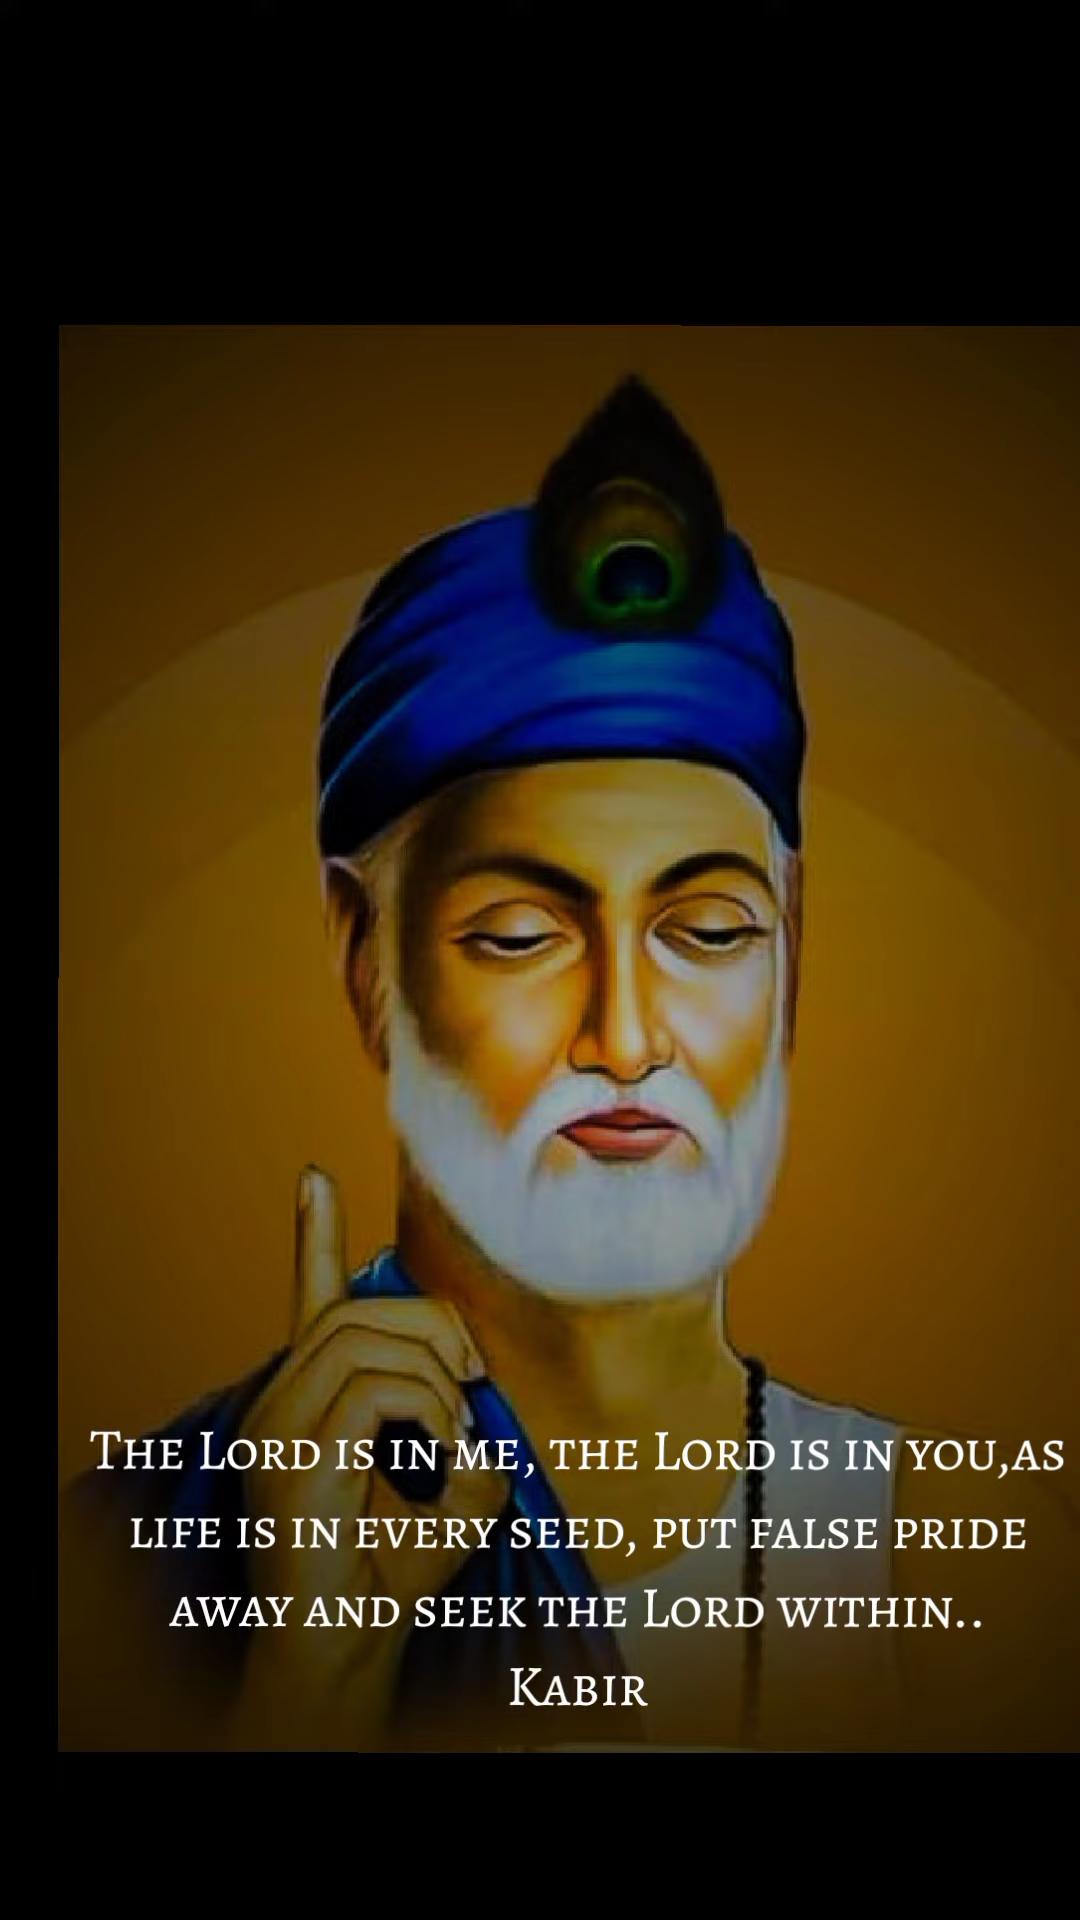 The Lord is in me, the Lord is in you,as
life is in every seed, put false pride
away and seek the Lord within..
Kabir